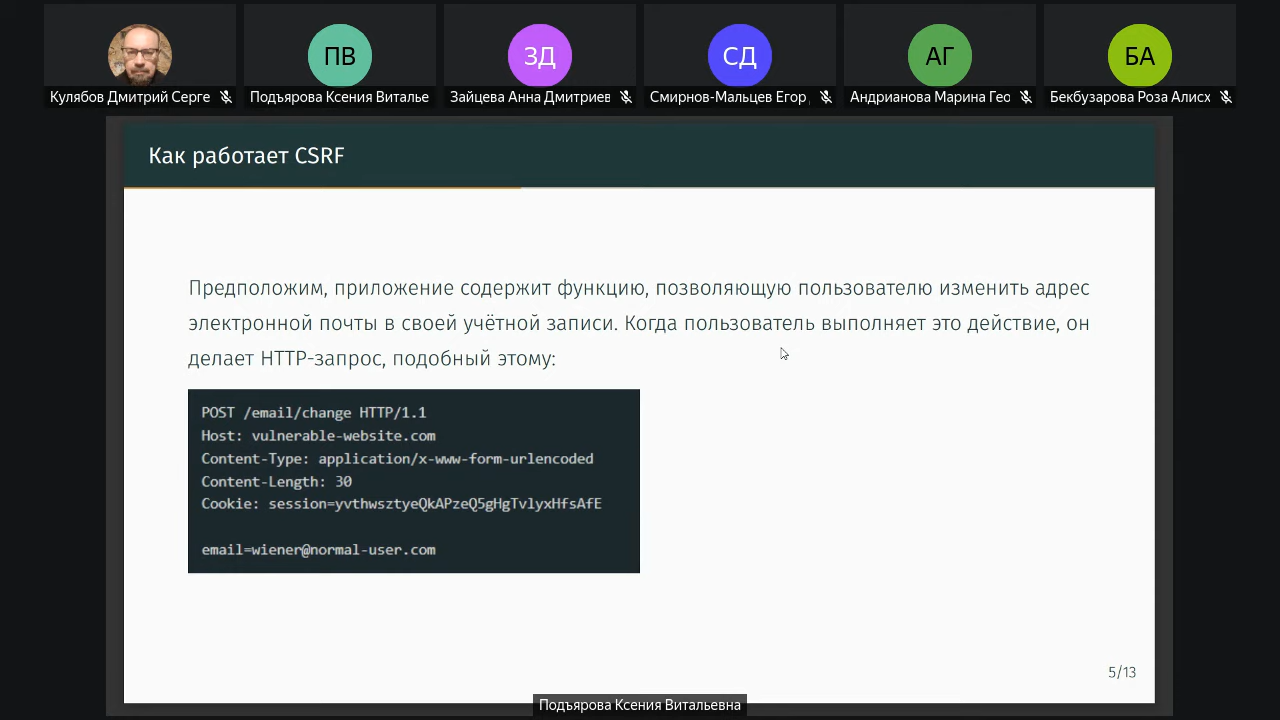 ПВ
ЗД
СД
АГ
БА
Кулябов Дмитрий Серге
Подъярова Ксения Виталье
Зайцева Анна Дмитриев
Смирнов-Мальцев Егор
Андрианова Марина Гео
Бекбузарова Роза Алисх
Как работает CSRF
Предположим, приложение содержит функцию, позволяющую пользователю изменить адрес
электронной почты в своей учётной записи. Когда пользователь выполняет это действие, он
делает HTTP-запрос, подобный этому:
POST /email/change HTTP/1.1
Host: vulnerable-website.com
Content-Type: application/x-www-form-urlencoded
Content-Length: 30
Cookie: session=yvthwsztyeQkAPzeQ5gHgTvlyxHfsAfE
email=wiener@normal-user.com
5/13
Подъярова Ксения Витальевна